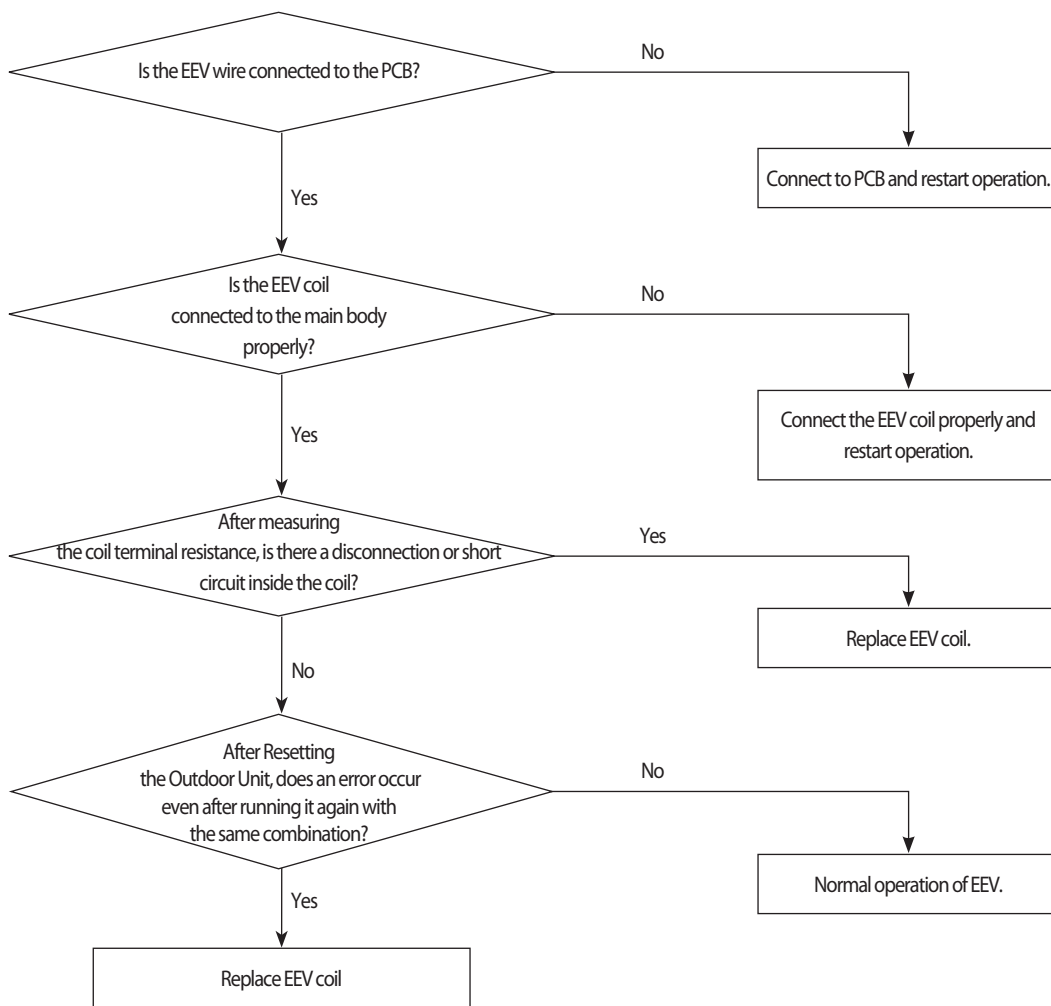 Is the EEV wire connected to the PCB?
No
Connect to PCB and restart operation.
Yes
Is the EEV coil
connected to the main body
properly?
No
Connect the EEV coil properly and
restart operation.
Yes
After measuring
the coil terminal resistance, is there a disconnection or short
circuit inside the coil?
Yes
Replace EEV coil.
No
After Resetting
the Outdoor Unit, does an error occur
even after running it again with
the same combination?
No
Normal operation of EEV.
Yes
Replace EEV coil